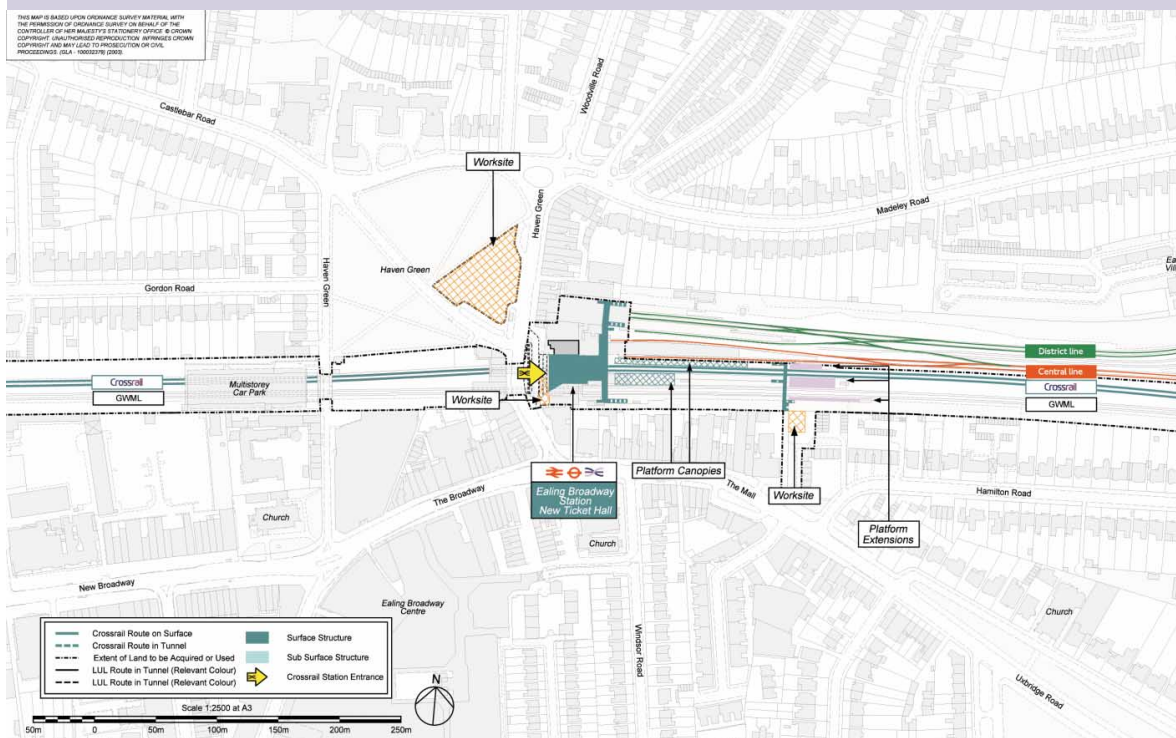 THIS MAP IS BASED UPON ORDNANCE SURVEY MATERIAL WITH
THE PERMISSION OF ORDNANCE SURVEY ON BEHALF OF THE
CONTROLLER OF HER MAJESTY'S STATIONERY OFFICE © CROWN
COPYRIGHT. UNAUTHORISED REPRODUCTION INFRINGES CROWN
COPYRIGHT AND MAY LEAD TO PROSECUTION OR CIVIL
PROCEEDINGS. (GLA - 100032379) (2003)
Castlebar Road
Woodville Road
Worksite
Madeley Road
Haven Green
Haven Green
Gordon Road
Haven Green
District line
Central line
Crossrail
GWML
Crossrail
GWML
Multistorey
Car Park
Worksite
Platform Canopies
Ealing Broadway
Station
New Ticket Hall
The Broadway
The Mall
Worksite
Hamilton Road
Platform
Extensions
Church
Church
New Broadway
Ealing Broadway
Centre
Windsor Road
Church
Uxbridge Road
Crossrail Route on Surface
Crossrail Route in Tunnel
Extent of Land to be Acquired or Used
LUL Route in Tunnel (Relevant Colour)
LUL Route in Tunnel (Relevant Colour)
Surface Structure
Sub Surface Structure
Crossrail Station Entrance
N
Scale 1:2500 at A3
50m 0 50m 100m 150m 200m 250m